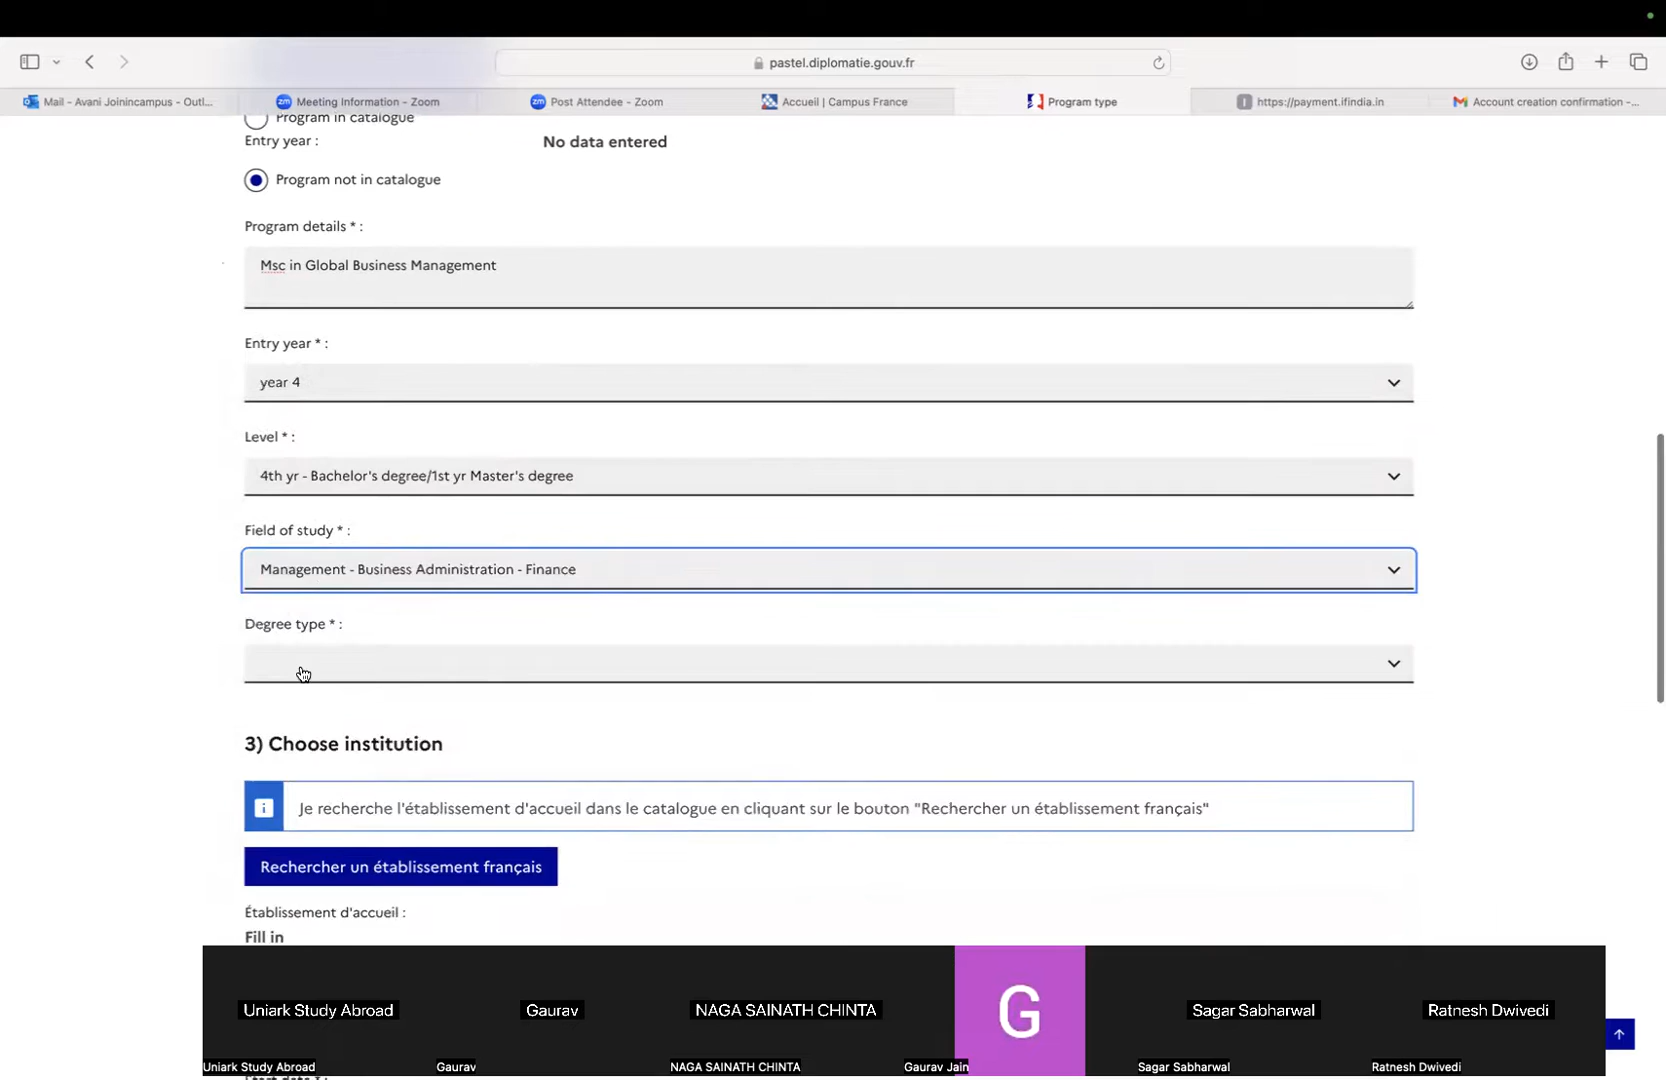 pastel.diplomatie.gouv.fr
Mail - Avani Joinincampus - Outl...
zm Meeting Information - Zoom
zm Post Attendee - Zoom
Accueil | Campus France
Program type
I https://payment.ifindia.in
Account creation confirmation -...
Program in catalogue
Entry year :
No data entered
Program not in catalogue
Program details * :
Msc in Global Business Management
Entry year * :
year 4
Level * :
4th yr - Bachelor's degree/1st yr Master's degree
Field of study * :
Management - Business Administration - Finance
Degree type * :
3) Choose institution
i Je recherche l'établissement d'accueil dans le catalogue en cliquant sur le bouton "Rechercher un établissement français"
Rechercher un établissement français
Établissement d'accueil :
Fill in
Uniark Study Abroad
Gaurav
NAGA SAINATH CHINTA
G
Sagar Sabharwal
Ratnesh Dwivedi
Uniark Study Abroad
Gaurav
NAGA SAINATH CHINTA
Gaurav Jain
Sagar Sabharwal
Ratnesh Dwivedi
Start date * :